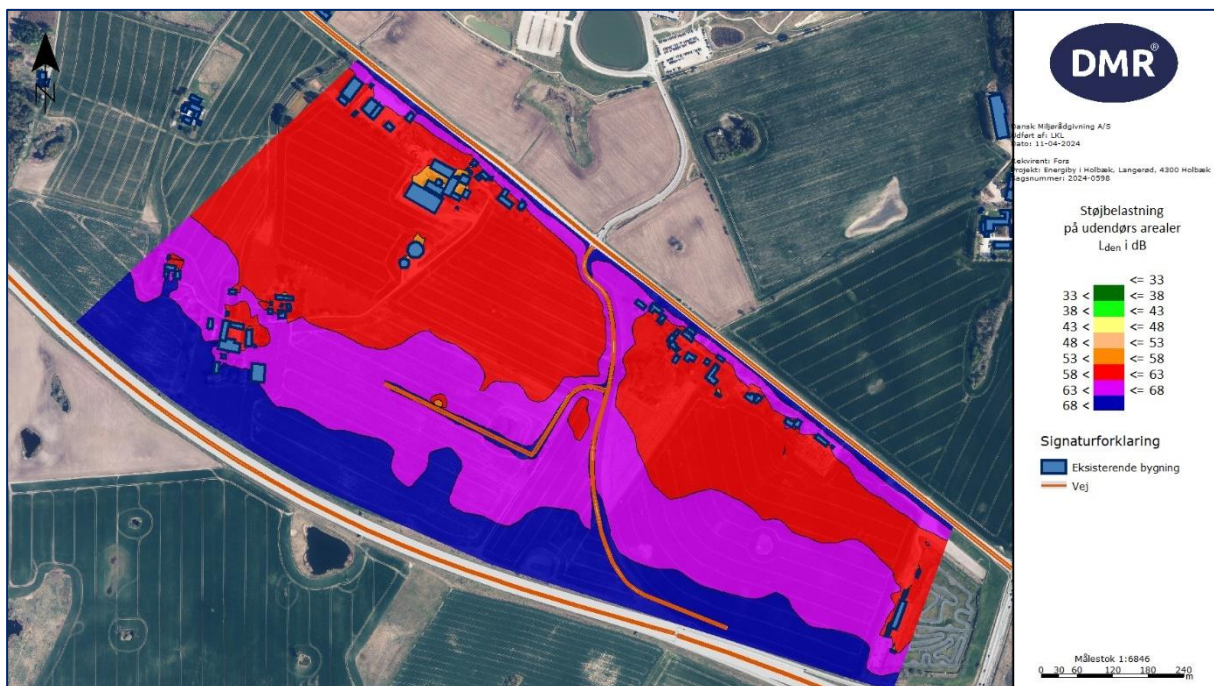 N
DMR®
Dansk Miljørådgivning A/S
Udført af: LKL
Dato: 11-04-2024
Rekvirent: Fors
Projekt: Energiby i Holbæk, Langerød, 4300 Holbæk
Sagsnummer: 2024-0598
Støjbelastning
på udendørs arealer
Lden i dB
<= 33
33 < <= 38
38 < <= 43
43 < <= 48
48 < <= 53
53 < <= 58
58 < <= 63
63 < <= 68
68 <
Signaturforklaring
Eksisterende bygning
Vej
Målestok 1:6846
0 30 60 120 180 240
m